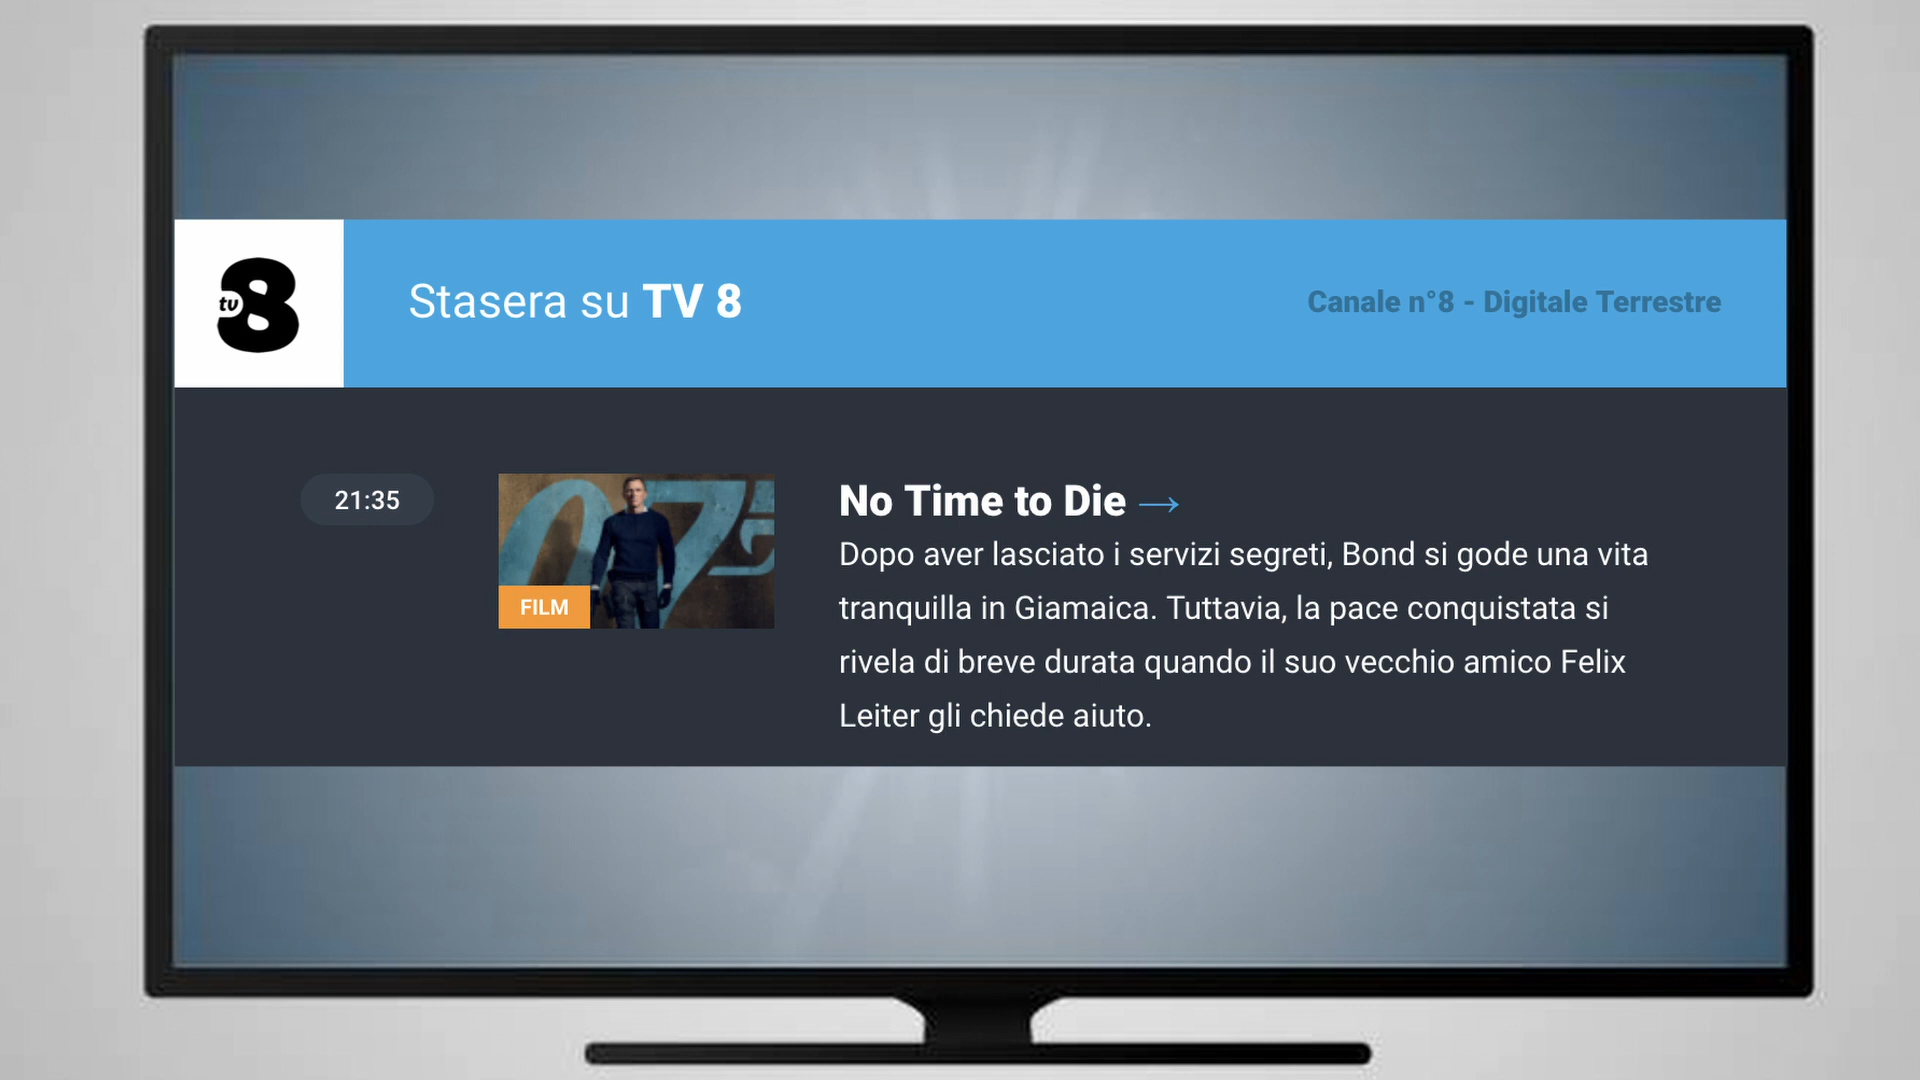 tv8
Stasera su TV 8
Canale n°8 - Digitale Terrestre
21:35
007
FILM
No Time to Die →
Dopo aver lasciato i servizi segreti, Bond si gode una vita
tranquilla in Giamaica. Tuttavia, la pace conquistata si
rivela di breve durata quando il suo vecchio amico Felix
Leiter gli chiede aiuto.